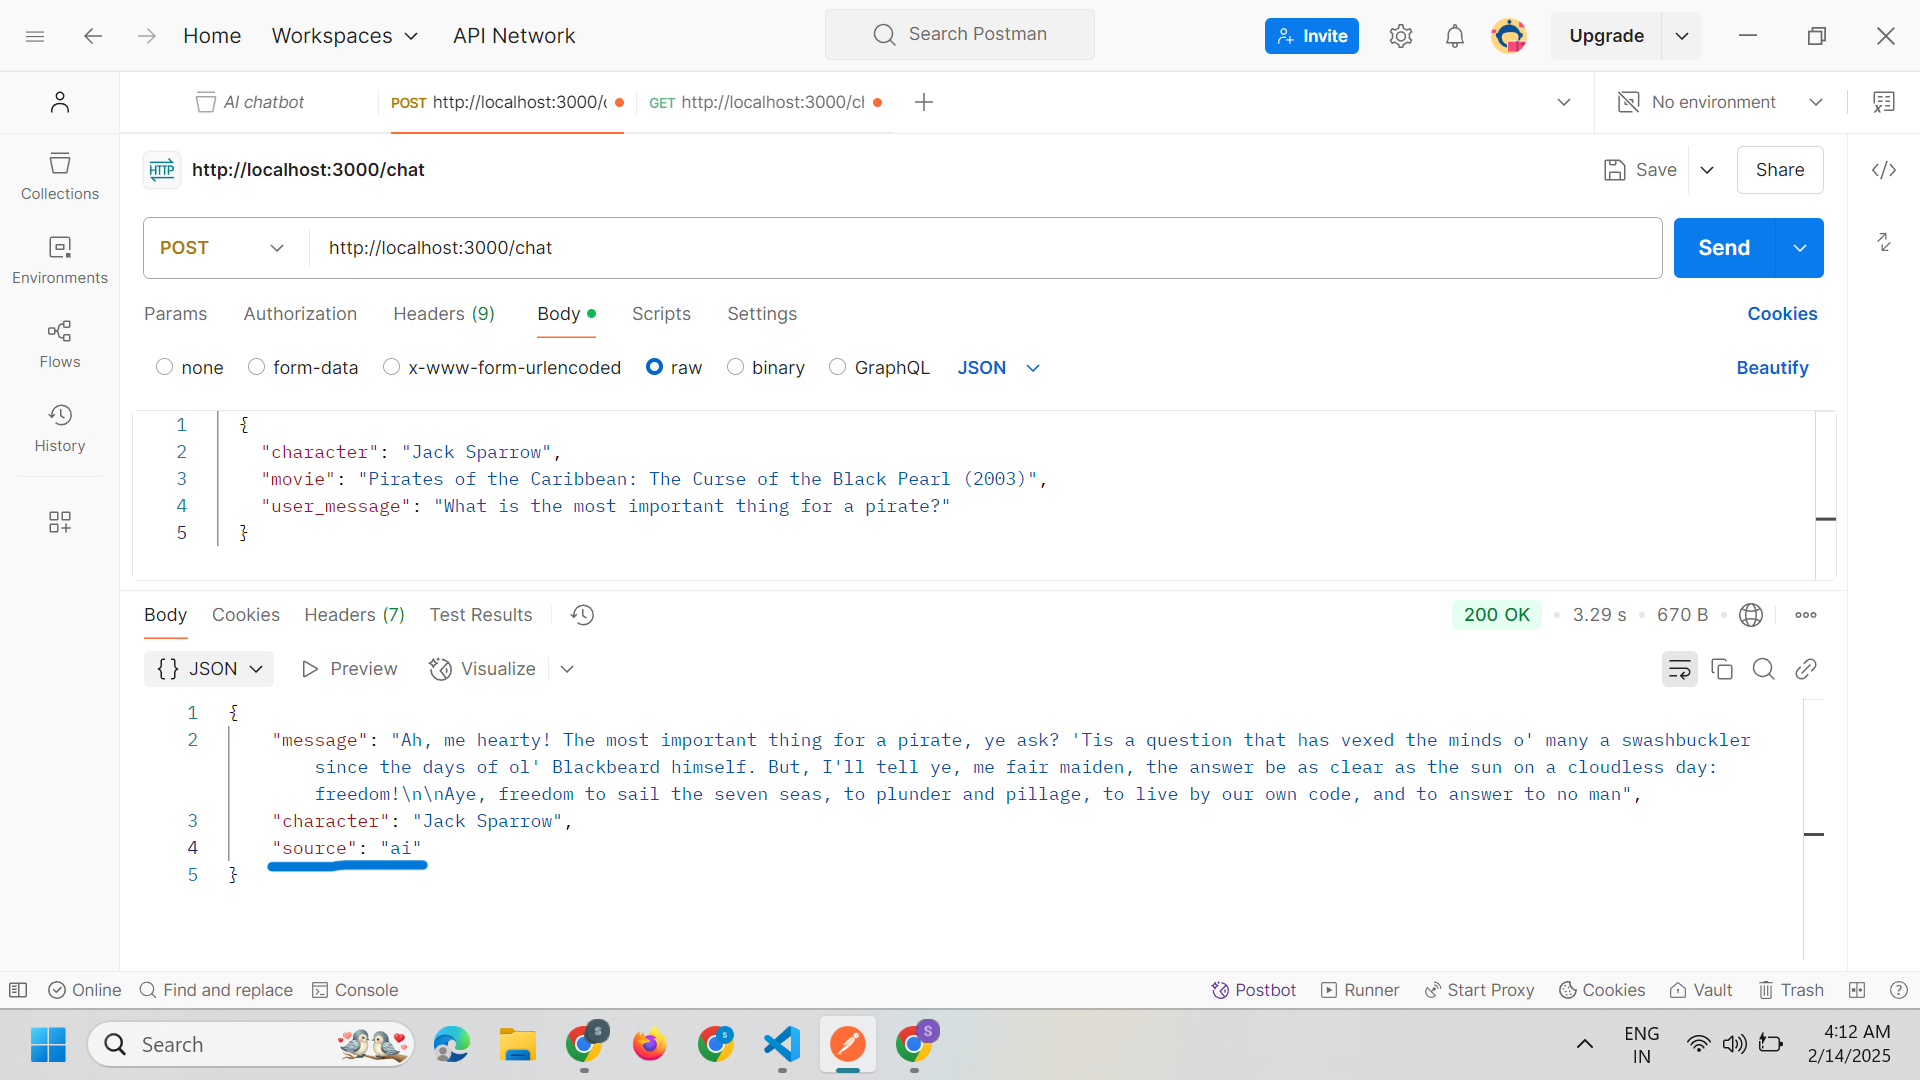 Home
Workspaces
API Network
Search Postman
Invite
Upgrade
AI chatbot
POST http://localhost:3000/c
GET http://localhost:3000/cl
No environment
HTTP http://localhost:3000/chat
Save
Share
Collections
Environments
Flows
History
POST
http://localhost:3000/chat
Send
Params
Authorization
Headers (9)
Body
Scripts
Settings
Cookies
none
form-data
x-www-form-urlencoded
raw
binary
GraphQL
JSON
Beautify
1 {
2 "character": "Jack Sparrow",
3 "movie": "Pirates of the Caribbean: The Curse of the Black Pearl (2003)",
4 "user_message": "What is the most important thing for a pirate?"
5 }
Body
Cookies
Headers (7)
Test Results
200 OK
3.29 s
670 B
{} JSON
Preview
Visualize
1 {
2 "message": "Ah, me hearty! The most important thing for a pirate, ye ask? 'Tis a question that has vexed the minds o' many a swashbuckler
since the days of ol' Blackbeard himself. But, I'll tell ye, me fair maiden, the answer be as clear as the sun on a cloudless day:
freedom!\n\nAye, freedom to sail the seven seas, to plunder and pillage, to live by our own code, and to answer to no man",
3 "character": "Jack Sparrow",
4 "source": "ai"
5 }
Online
Find and replace
Console
Postbot
Runner
Start Proxy
Cookies
Vault
Trash
Search
S
S
S
ENG
IN
4:12 AM
2/14/2025